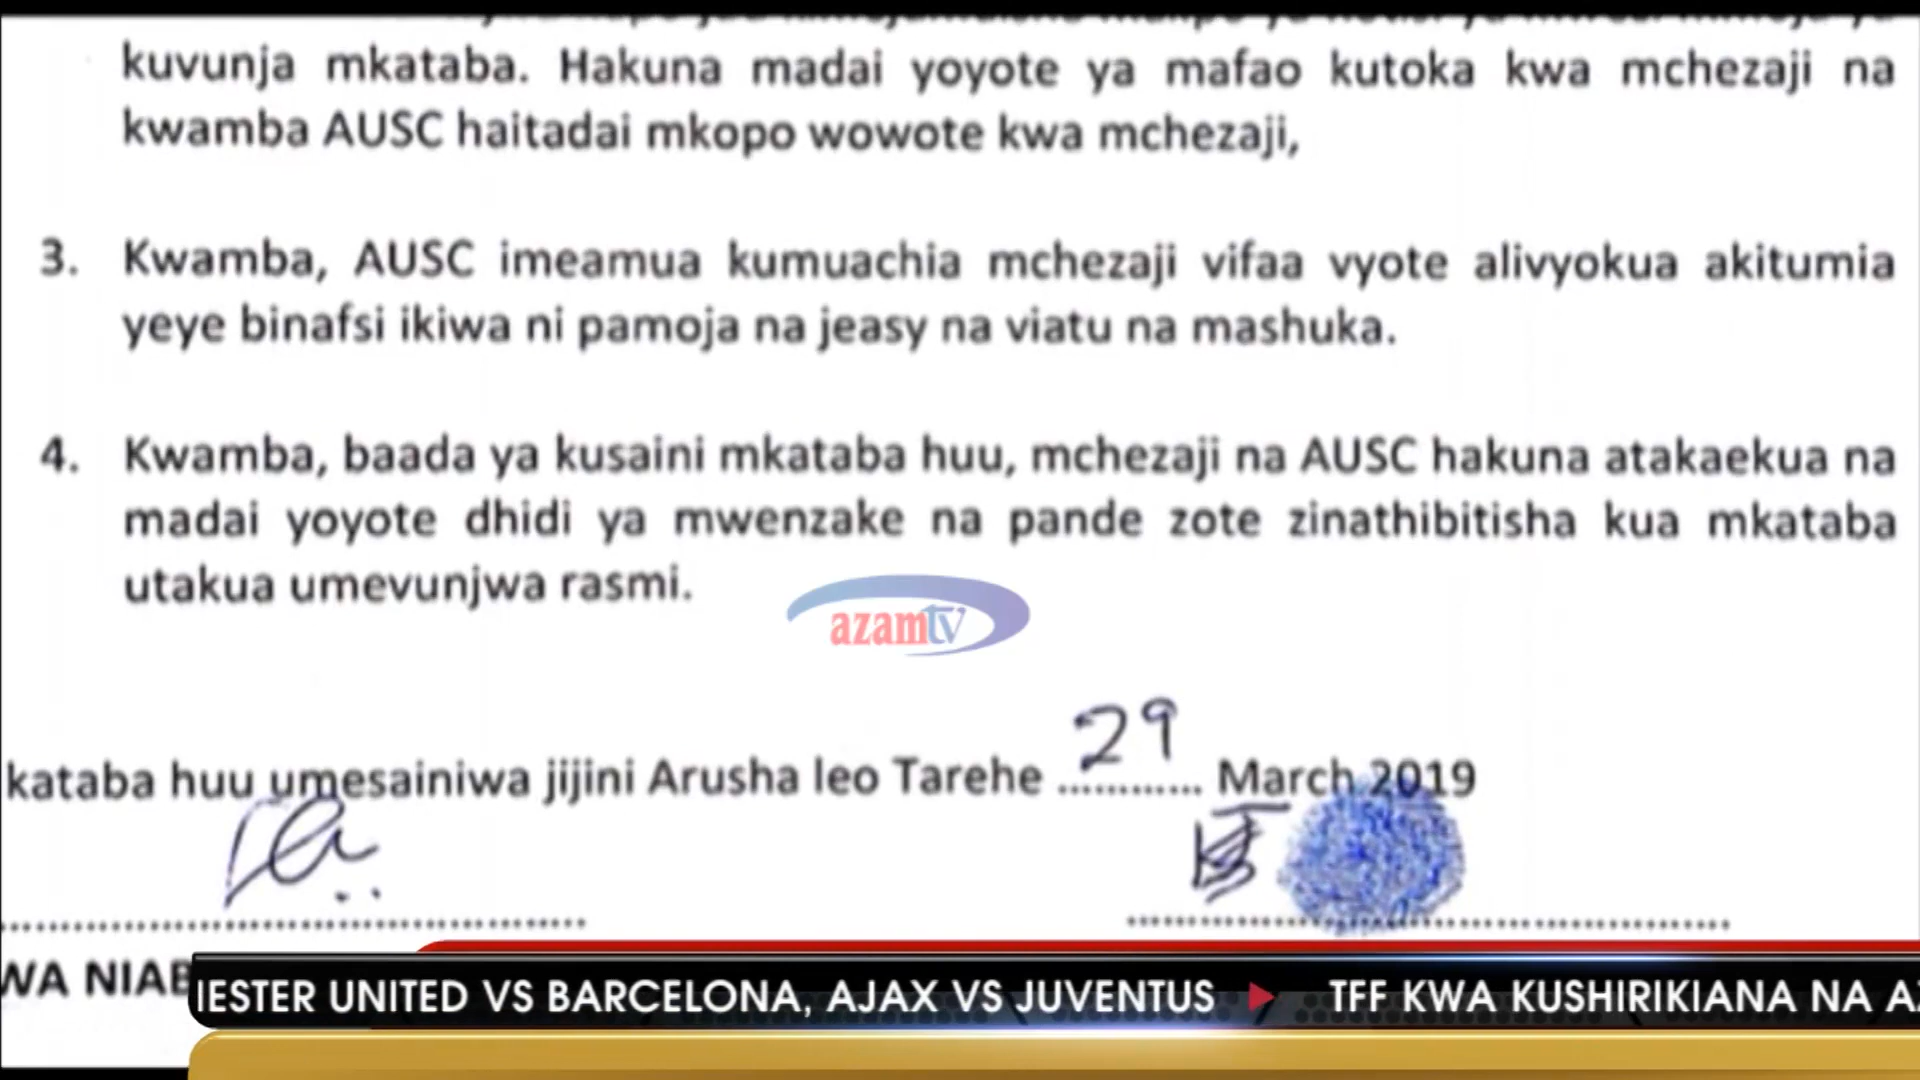 kuvunja mkataba. Hakuna madai yoyote ya mafao kutoka kwa mchezaji na
kwamba AUSC haitadai mkopo wowote kwa mchezaji,
3. Kwamba, AUSC imeamua kumuachia mchezaji vifaa vyote alivyokua akitumia
yeye binafsi ikiwa ni pamoja na jeasy na viatu na mashuka.
4. Kwamba, baada ya kusaini mkataba huu, mchezaji na AUSC hakuna atakaekua na
madai yoyote dhidi ya mwenzake na pande zote zinathibitisha kua mkataba
utakua umevunjwa rasmi.
azamtv
kataba huu umesainiwa jijini Arusha leo Tarehe 29 March 2019
WA NIAB
IESTER UNITED VS BARCELONA, AJAX VS JUVENTUS TFF KWA KUSHIRIKIANA NA AZ